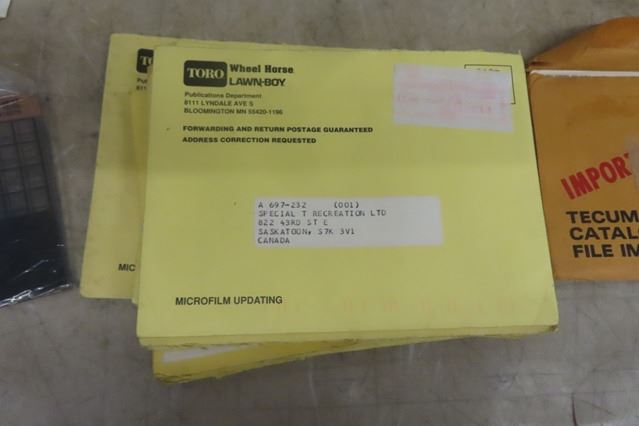 TORO Wheel Horse
LAWN-BOY
Publications Department
8111 LYNDALE AVE S
BLOOMINGTON MN 55420-1196
FORWARDING AND RETURN POSTAGE GUARANTEED
ADDRESS CORRECTION REQUESTED
A 697-232 (001)
SPECIAL T RECREATION LTD
822 43RD ST E
SASKATOON, S7K 3V1
CANADA
MICROFILM UPDATING
MIC
IMPOR
TECUM
CATAL
FILE IM